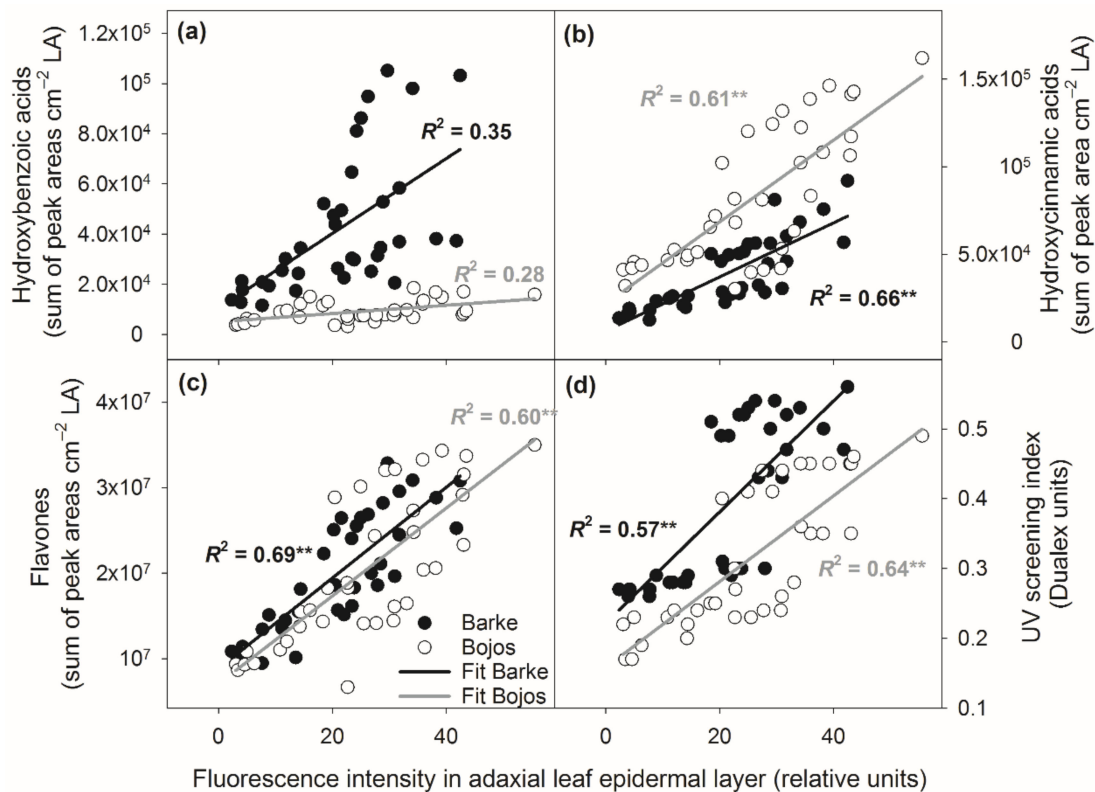 (a)
(b)
Hydroxybenzoic acids
(sum of peak areas cm⁻² LA)
1.2x10⁵
10⁵
8.0x10⁴
6.0x10⁴
4.0x10⁴
2.0x10⁴
0
R² = 0.35
R² = 0.28
R² = 0.61**
R² = 0.66**
1.5x10⁵
10⁵
5.0x10⁴
0
Hydroxycinnamic acids
(sum of peak area cm⁻² LA)
(c)
(d)
Flavones
(sum of peak areas cm⁻² LA)
4x10⁷
3x10⁷
2x10⁷
10⁷
R² = 0.60**
R² = 0.69**
Barke
Bojos
Fit Barke
Fit Bojos
R² = 0.57**
R² = 0.64**
0.5
0.4
0.3
0.2
0.1
UV screening index
(Dualex units)
0 20 40 60 0 20 40 60
Fluorescence intensity in adaxial leaf epidermal layer (relative units)